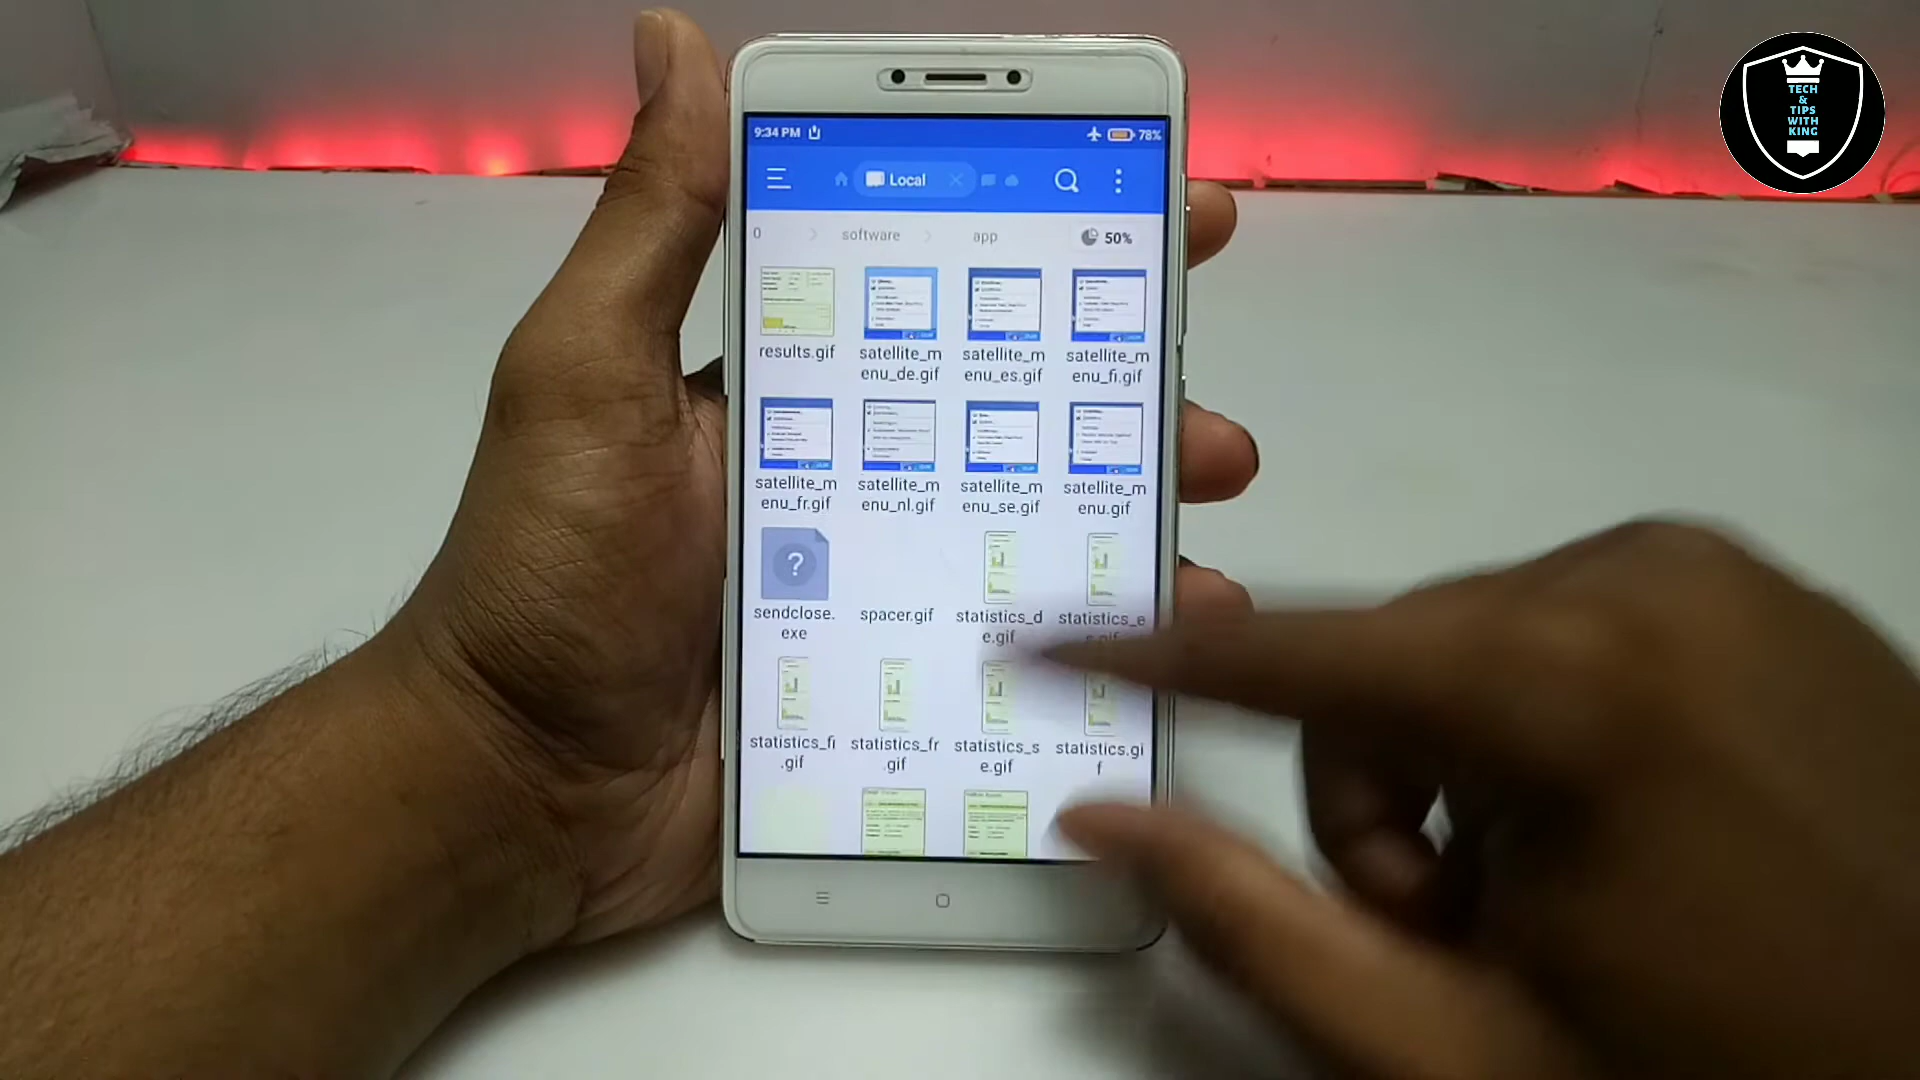 TECH
&
TIPS
WITH
KING
9:34 PM
78%
Local
0
software
app
50%
results.gif
satellite_m
enu_de.gif
satellite_m
enu_es.gif
satellite_m
enu_fi.gif
satellite_m
enu_fr.gif
satellite_m
enu_nl.gif
satellite_m
enu_se.gif
satellite_m
enu.gif
?
sendclose.
exe
spacer.gif
statistics_d
e.gif
statistics_e
s.gif
statistics_fi
.gif
statistics_fr
.gif
statistics_s
e.gif
statistics.gi
f